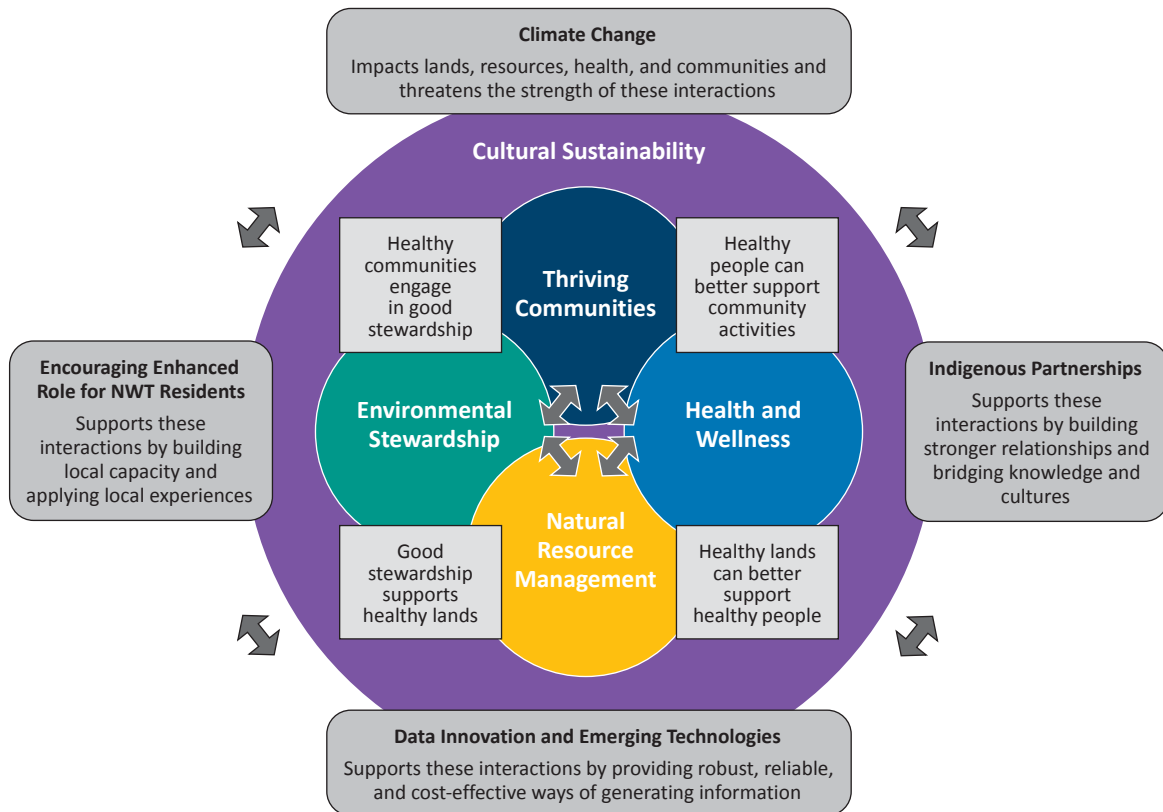 Climate Change
Impacts lands, resources, health, and communities and
threatens the strength of these interactions
Cultural Sustainability
Healthy
communities
engage
in good
stewardship
Thriving
Communities
Healthy
people can
better support
community
activities
Encouraging Enhanced
Role for NWT Residents
Supports these
interactions by building
local capacity and
applying local experiences
Environmental
Stewardship
Health and
Wellness
Indigenous Partnerships
Supports these
interactions by building
stronger relationships and
bridging knowledge and
cultures
Good
stewardship
supports
healthy lands
Natural
Resource
Management
Healthy lands
can better
support
healthy people
Data Innovation and Emerging Technologies
Supports these interactions by providing robust, reliable,
and cost-effective ways of generating information